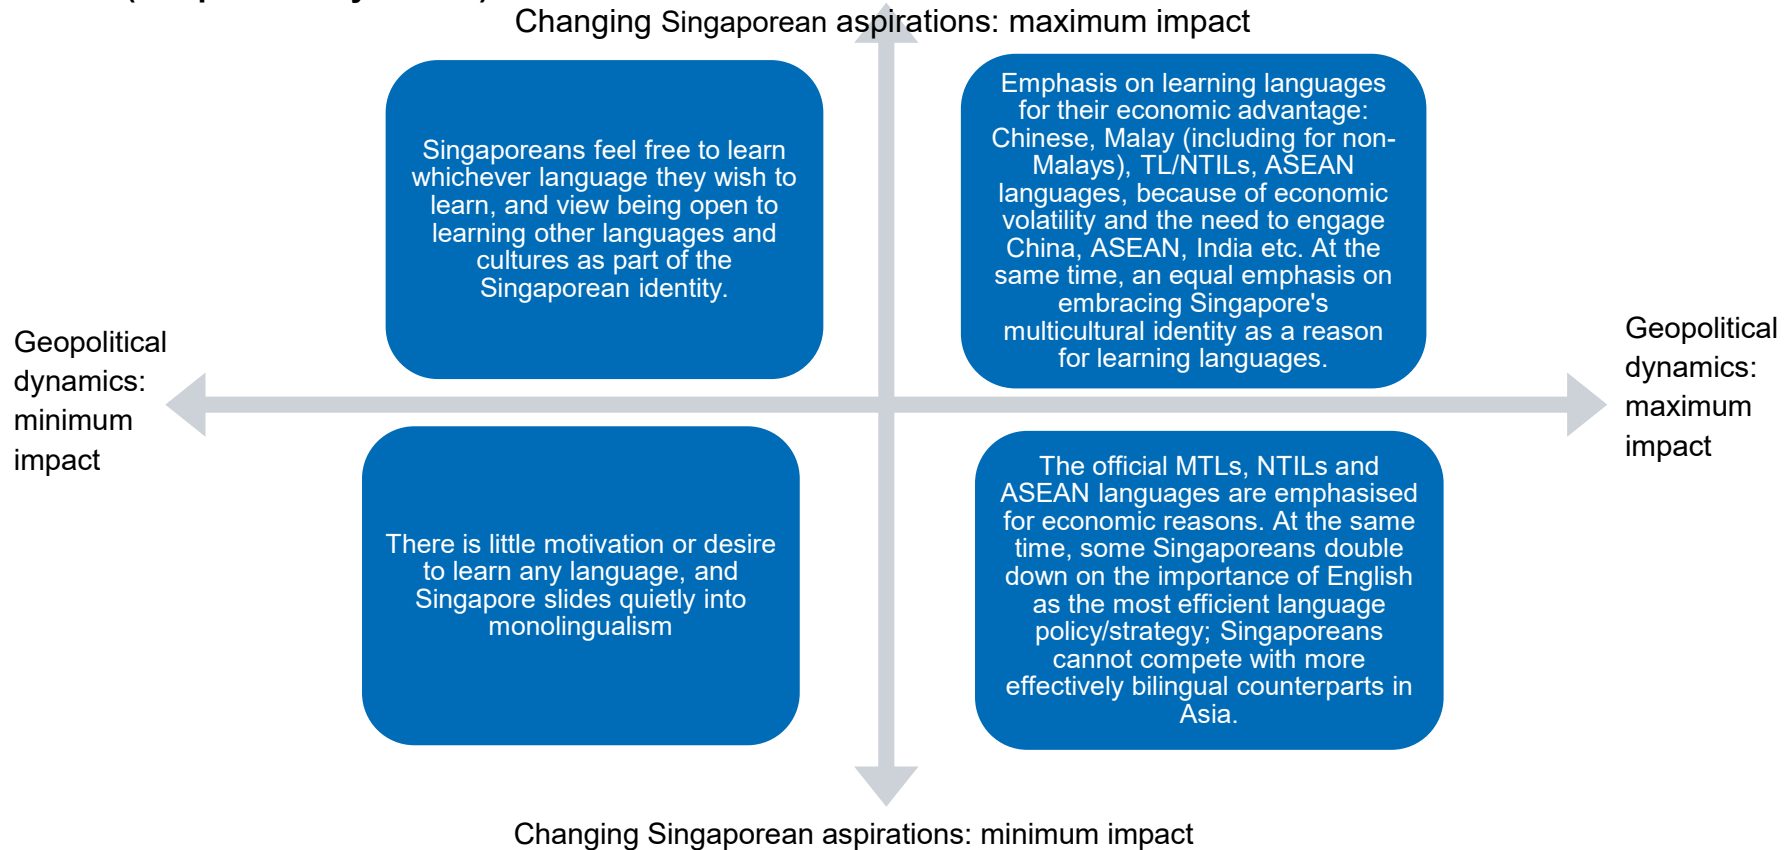 Changing Singaporean aspirations: maximum impact
Singaporeans feel free to learn
whichever language they wish to
learn, and view being open to
learning other languages and
cultures as part of the
Singaporean identity.
Emphasis on learning languages
for their economic advantage:
Chinese, Malay (including for non-
Malays), TL/NTILs, ASEAN
languages, because of economic
volatility and the need to engage
China, ASEAN, India etc. At the
same time, an equal emphasis on
embracing Singapore's
multicultural identity as a reason
for learning languages.
Geopolitical
dynamics:
minimum
impact
Geopolitical
dynamics:
maximum
impact
There is little motivation or desire
to learn any language, and
Singapore slides quietly into
monolingualism
The official MTLs, NTILs and
ASEAN languages are emphasised
for economic reasons. At the same
time, some Singaporeans double
down on the importance of English
as the most efficient language
policy/strategy; Singaporeans
cannot compete with more
effectively bilingual counterparts in
Asia.
Changing Singaporean aspirations: minimum impact